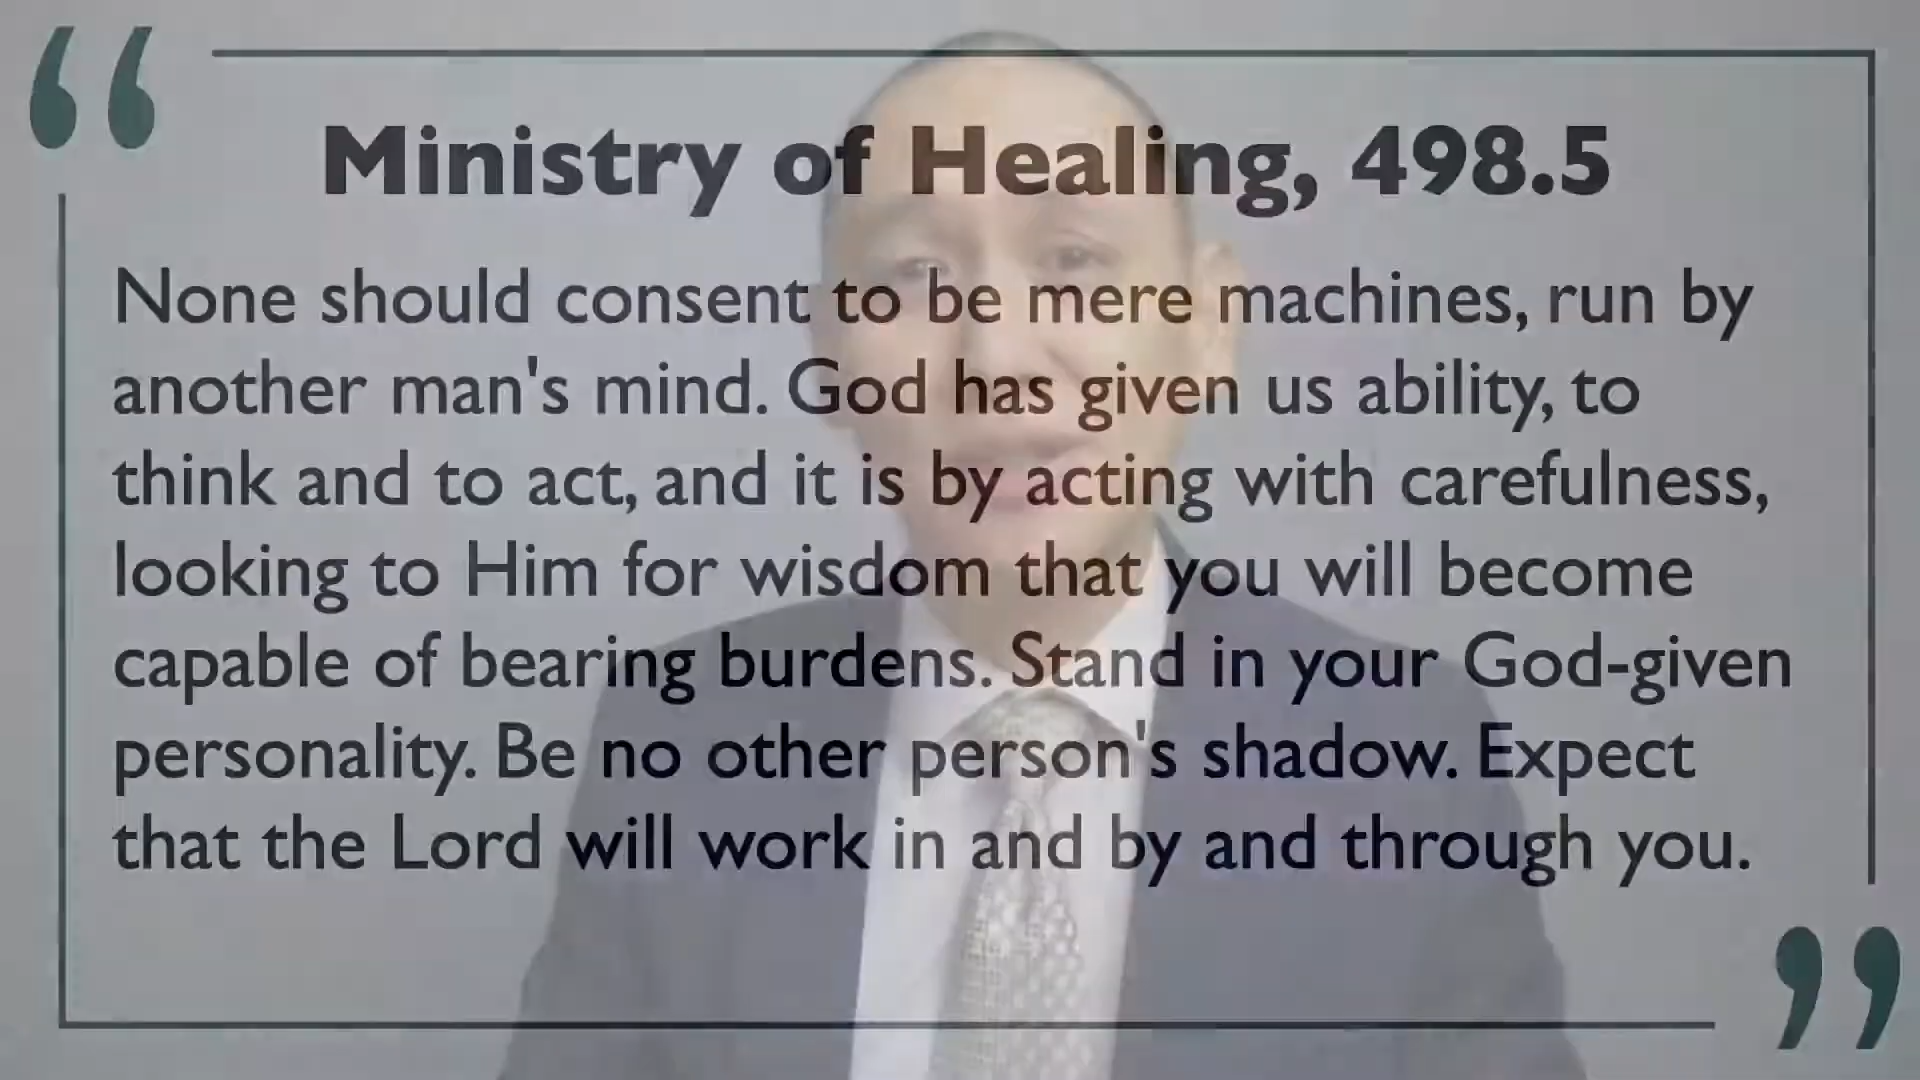 Ministry of Healing, 498.5
None should consent to be mere machines, run by
another man's mind. God has given us ability, to
think and to act, and it is by acting with carefulness,
looking to Him for wisdom that you will become
capable of bearing burdens. Stand in your God-given
personality. Be no other person's shadow. Expect
that the Lord will work in and by and through you.